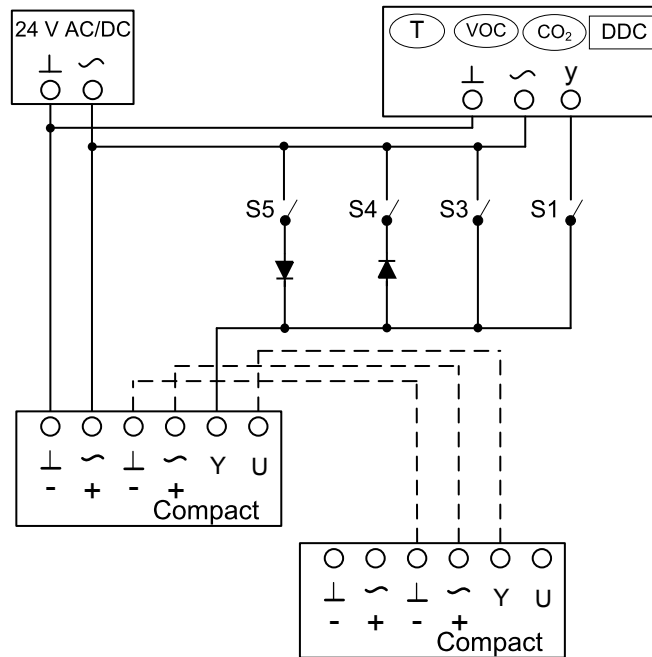 24 V AC/DC
⊥ ~
T VOC CO₂ DDC
⊥ ~ y
S5 S4 S3 S1
⊥ ~ ⊥ ~ Y U
- + - +
Compact
⊥ ~ ⊥ ~ Y U
- + - +
Compact